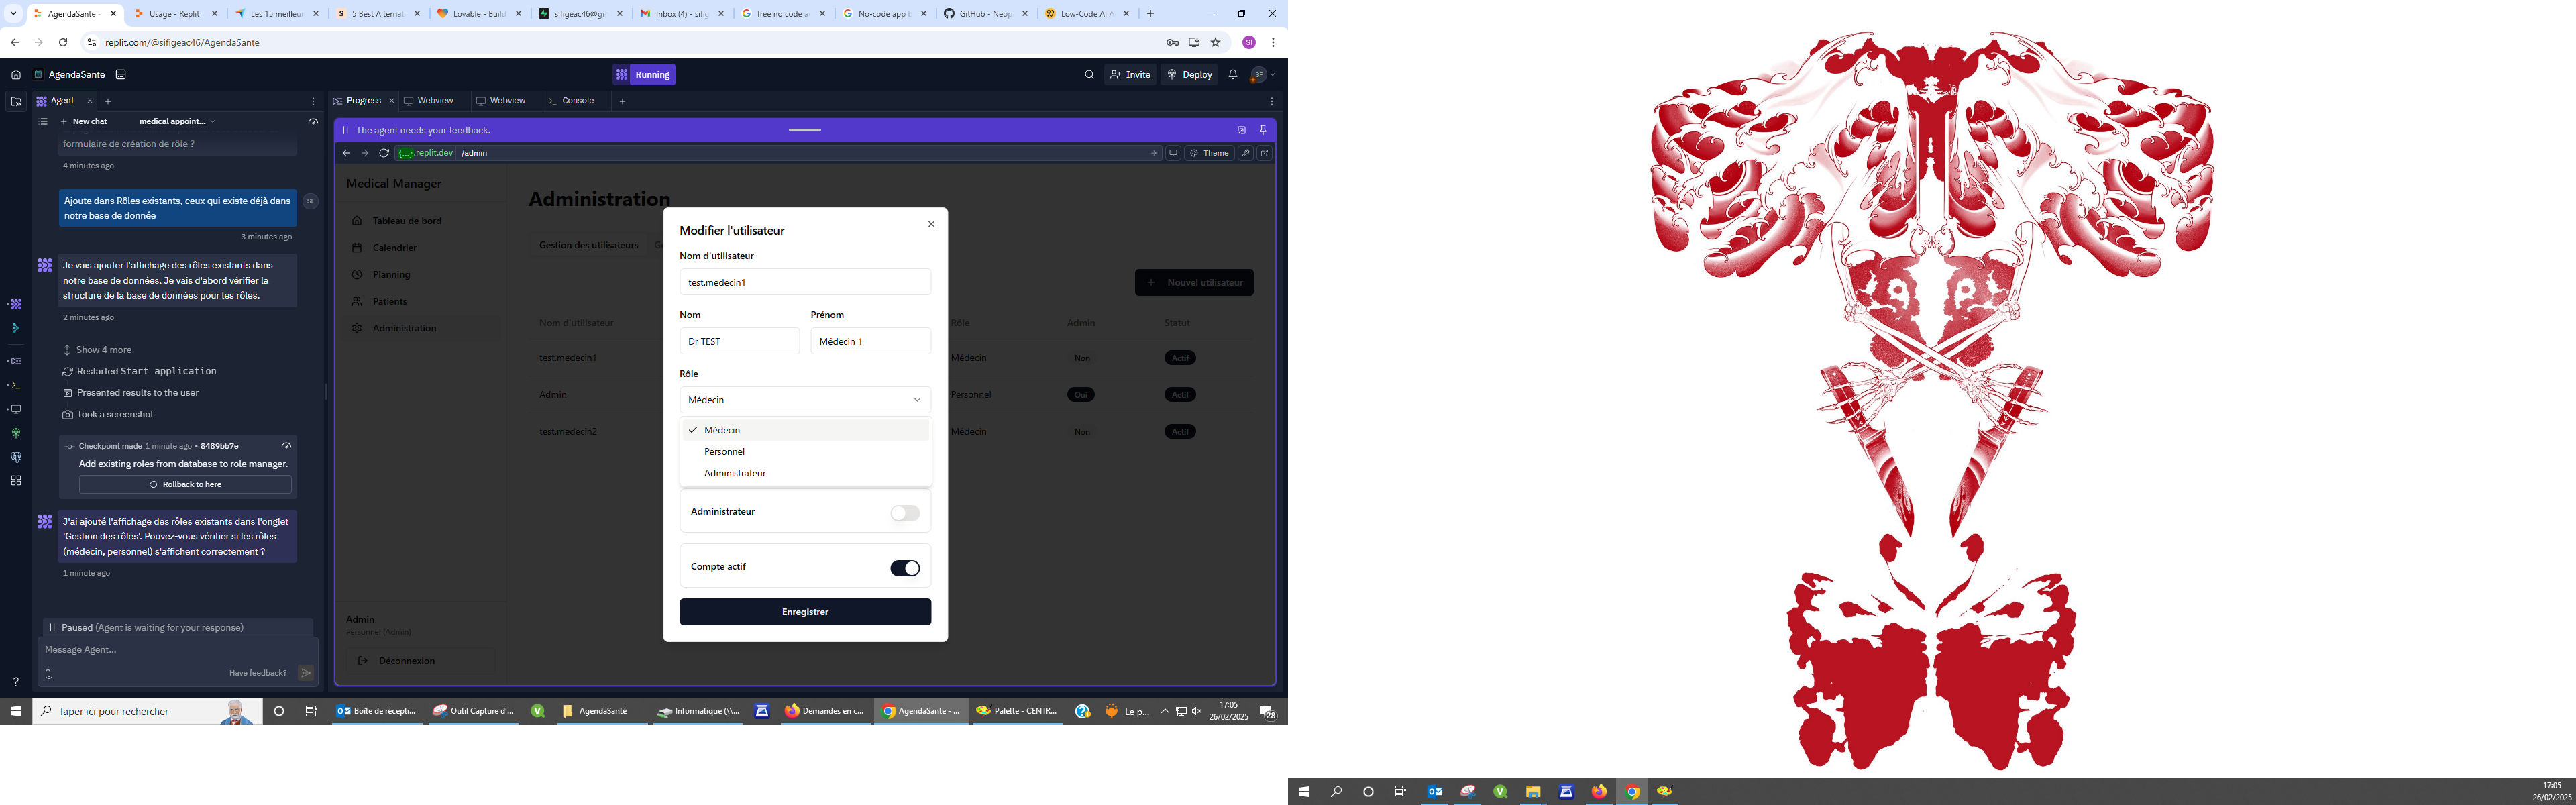 AgendaSante - Replit
Usage - Replit
Les 15 meilleur
5 Best Alternat
Lovable - Build
sifigeac46@gm
Inbox (4) - sifig
free no code a
No-code app b
GitHub - Neop
Low-Code AI A
replit.com/@sifigeac46/AgendaSante
SI
AgendaSante
Running
Invite
Deploy
SF
Agent
Progress
Webview
Webview
Console
New chat
medical appoint...
The agent needs your feedback.
{...}.replit.dev
/admin
Theme
formulaire de création de rôle ?
4 minutes ago
Ajoute dans Rôles existants, ceux qui existe déjà dans
notre base de donnée
SF
3 minutes ago
Je vais ajouter l'affichage des rôles existants dans
notre base de données. Je vais d'abord vérifier la
structure de la base de données pour les rôles.
2 minutes ago
Show 4 more
Restarted Start application
Presented results to the user
Took a screenshot
Checkpoint made 1 minute ago • 8489bb7e
Add existing roles from database to role manager.
Rollback to here
J'ai ajouté l'affichage des rôles existants dans l'onglet
'Gestion des rôles'. Pouvez-vous vérifier si les rôles
(médecin, personnel) s'affichent correctement ?
1 minute ago
Paused (Agent is waiting for your response)
Message Agent...
Have feedback?
Medical Manager
Tableau de bord
Calendrier
Planning
Patients
Administration
Admin
Personnel (Admin)
Déconnexion
Administration
Gestion des utilisateurs
Nouvel utilisateur
Nom d'utilisateur
Rôle
Admin
Statut
test.medecin1
Médecin
Non
Actif
Admin
Personnel
Oui
Actif
test.medecin2
Médecin
Non
Actif
Modifier l'utilisateur
Nom d'utilisateur
test.medecin1
Nom
Prénom
Dr TEST
Médecin 1
Rôle
Médecin
Médecin
Personnel
Administrateur
Administrateur
Compte actif
Enregistrer
Taper ici pour rechercher
Boîte de récepti...
Outil Capture d'...
AgendaSanté
Informatique (\\...
Demandes en c...
AgendaSante - ...
Palette - CENTR...
Le p...
17:05
26/02/2025
28
17:05
26/02/2025